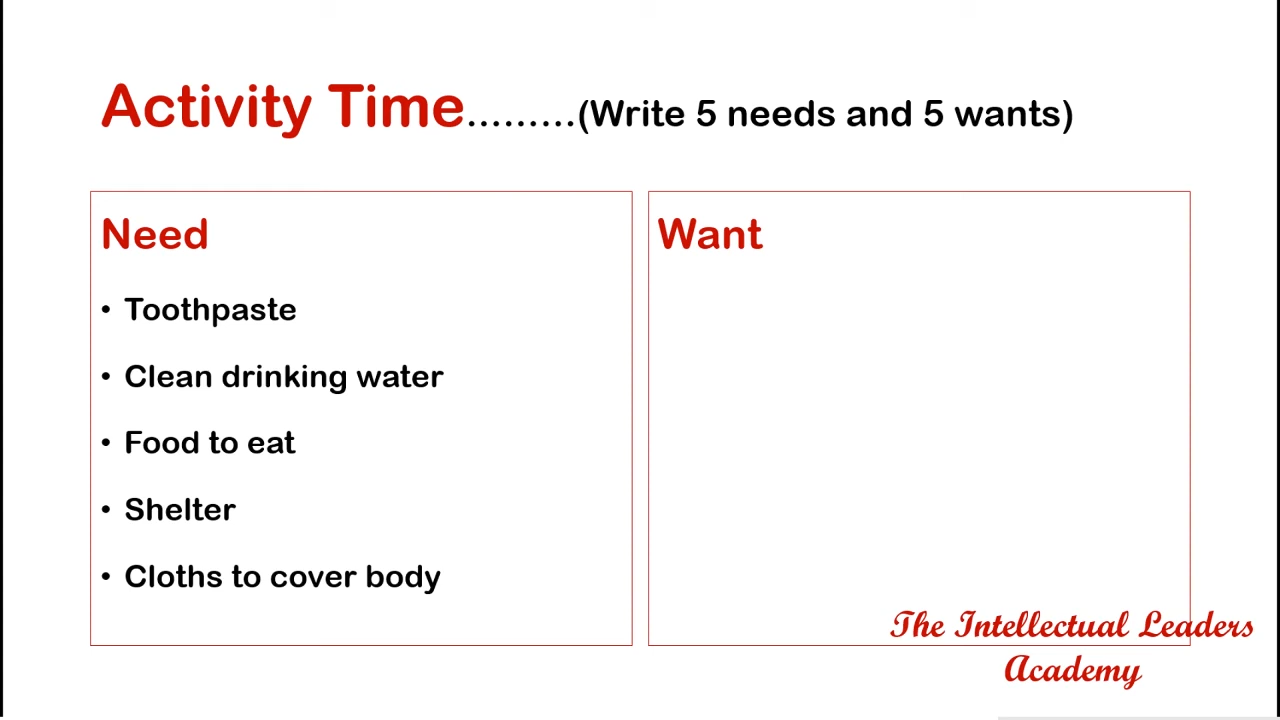 Activity Time.........(Write 5 needs and 5 wants)
Need
• Toothpaste
• Clean drinking water
• Food to eat
• Shelter
• Cloths to cover body
Want
The Intellectual Leaders
Academy